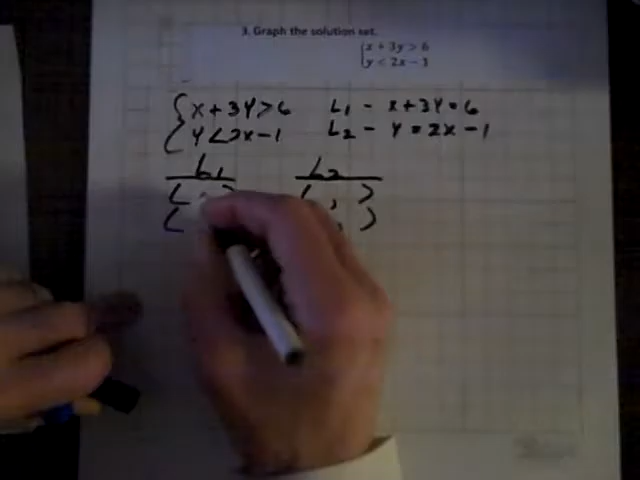 3. Graph the solution set.
x + 3y > 6
y < 2x - 1
x + 3y > 6 L1 - x + 3y = 6
y < 2x - 1 L2 - y = 2x - 1
L1 L2
( , ) ( , )
( , )